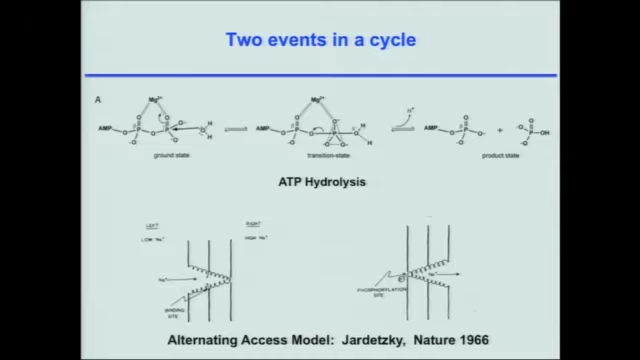 Two events in a cycle
A
Mg2+
Mg2+
H+
AMP
AMP
AMP
+
ground state
transition-state
product state
ATP Hydrolysis
LEFT
RIGHT
LOW Na+
HIGH Na+
Na+
Na+
PHOSPHORYLATION
SITE
BINDING
SITE
Alternating Access Model: Jardetzky, Nature 1966